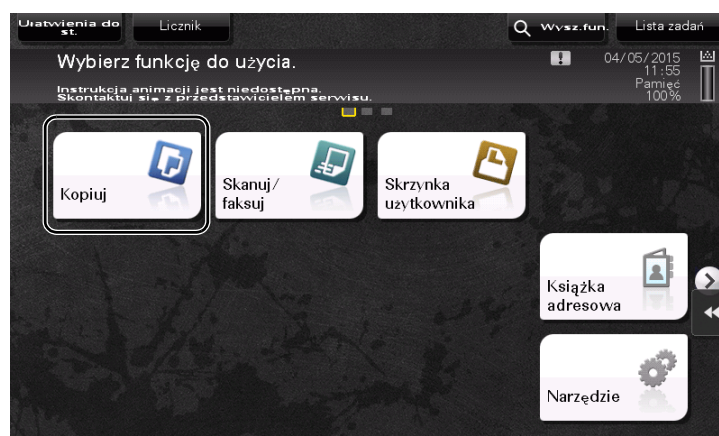 Ułatwienia do
st.
Licznik
Wysz.fun.
Lista zadań
Wybierz funkcję do użycia.
04/05/2015
11:55
Pamięć
100%
Instrukcja animacji jest niedostępna.
Skontaktuj się z przedstawicielem serwisu.
Kopiuj
Skanuj/
faksuj
Skrzynka
użytkownika
Książka
adresowa
Narzędzie